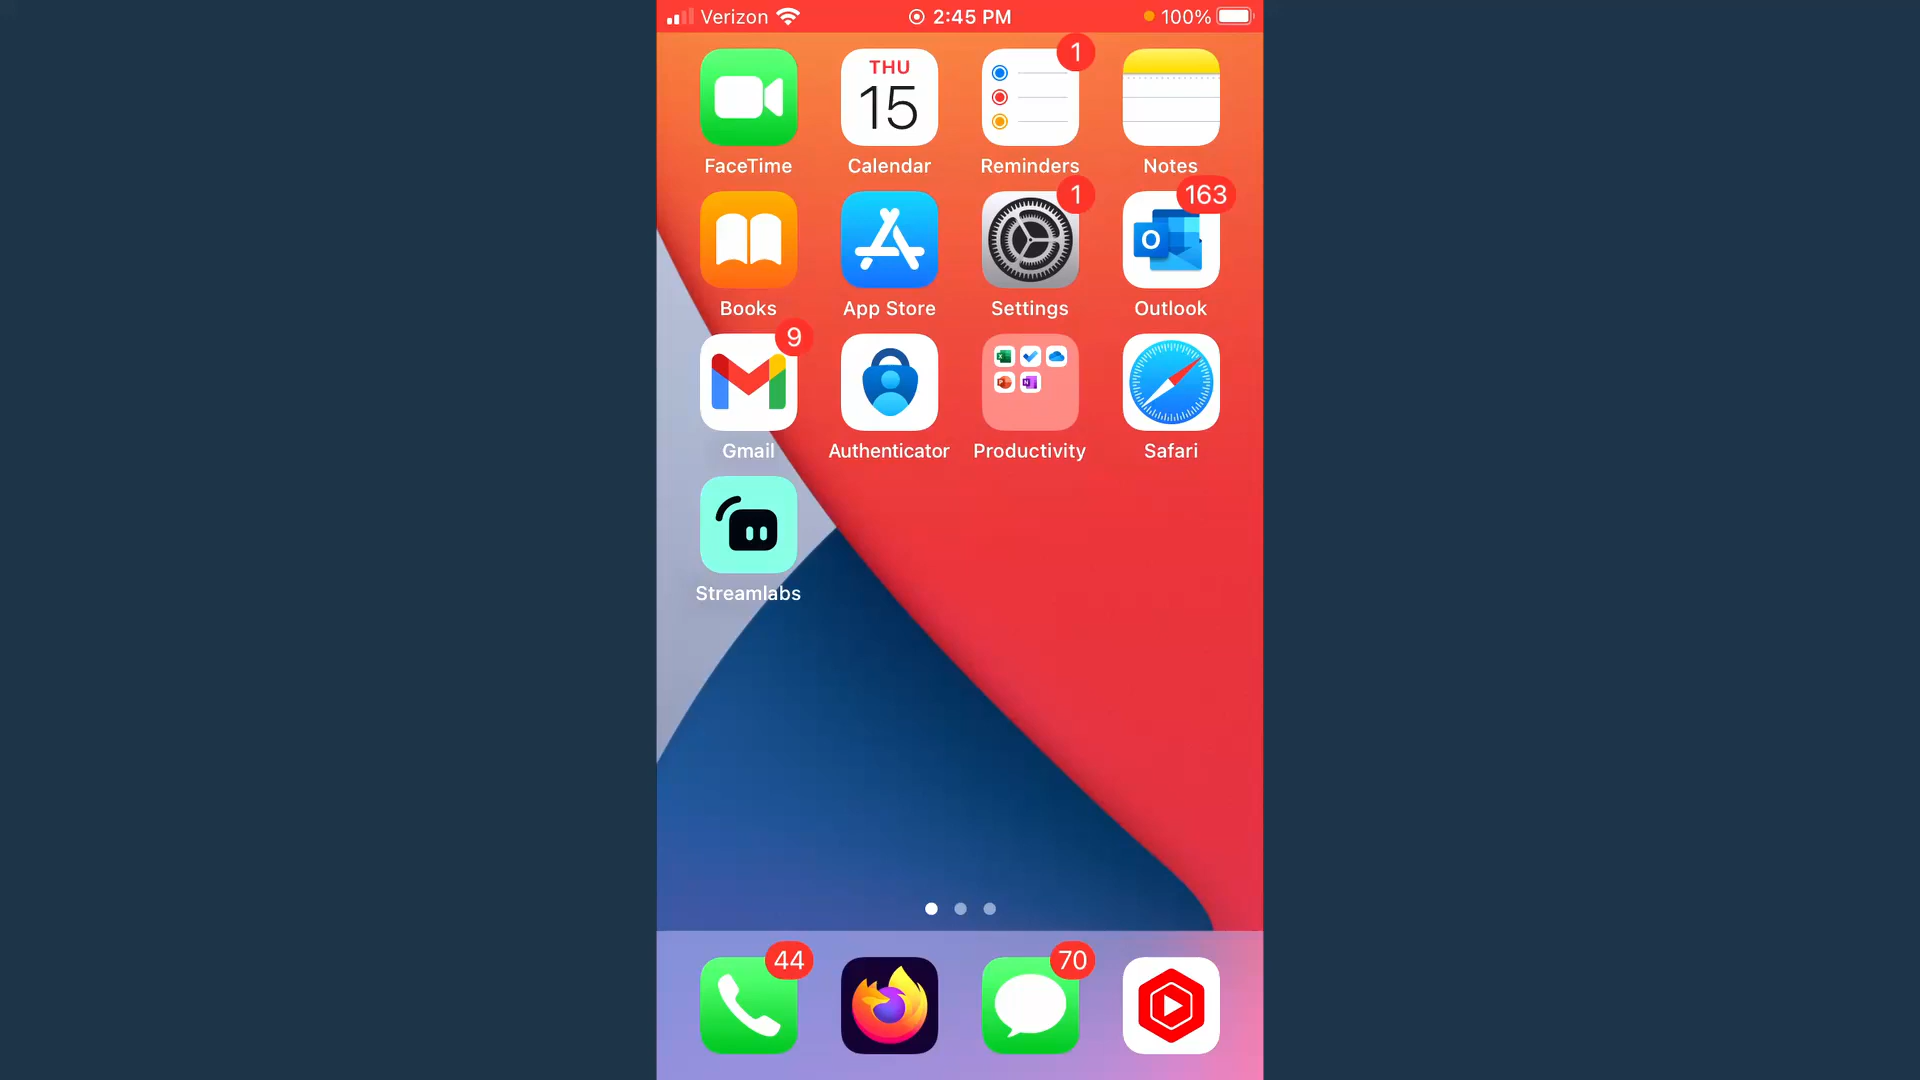 Verizon 2:45 PM 100%
THU 1
15
FaceTime Calendar Reminders Notes
1 163
O
Books App Store Settings Outlook
9
N
Gmail Authenticator Productivity Safari
Streamlabs
44 70